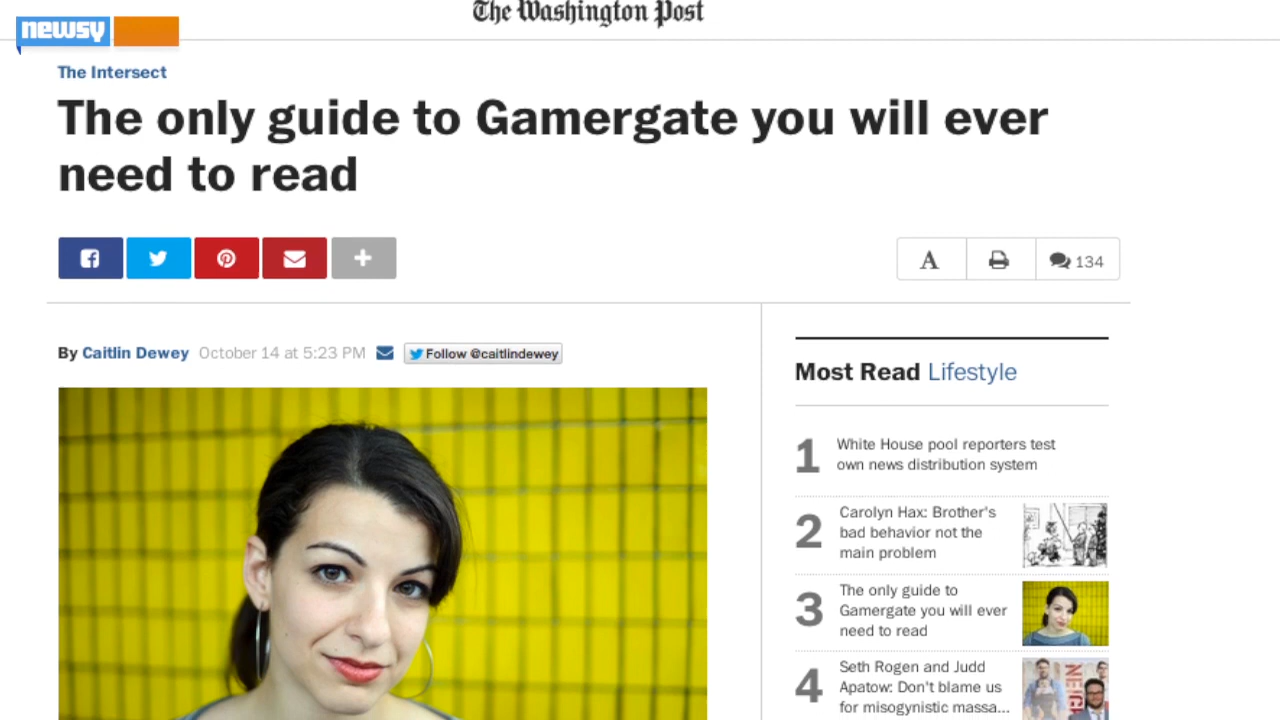 The Washington Post
newsy
The Intersect
The only guide to Gamergate you will ever
need to read
A
134
By Caitlin Dewey October 14 at 5:23 PM Follow @caitlindewey
Most Read Lifestyle
1 White House pool reporters test
own news distribution system
2 Carolyn Hax: Brother's
bad behavior not the
main problem
3 The only guide to
Gamergate you will ever
need to read
4 Seth Rogen and Judd
Apatow: Don't blame us
for misogynistic massa...